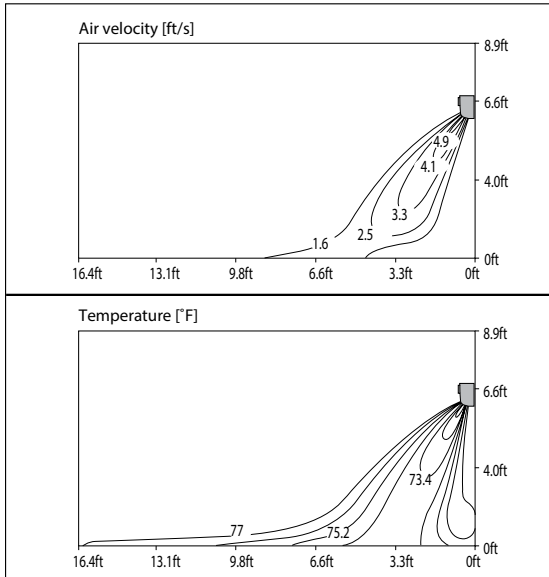 Air velocity [ft/s]
8.9ft
6.6ft
4.9
4.1
4.0ft
3.3
2.5
1.6
0ft
16.4ft 13.1ft 9.8ft 6.6ft 3.3ft 0ft
Temperature [˚F]
8.9ft
6.6ft
4.0ft
73.4
77
75.2
0ft
16.4ft 13.1ft 9.8ft 6.6ft 3.3ft 0ft